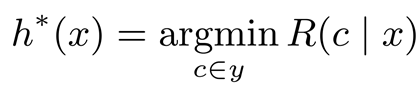 h*(x) = argmin R(c | x)
c∈y